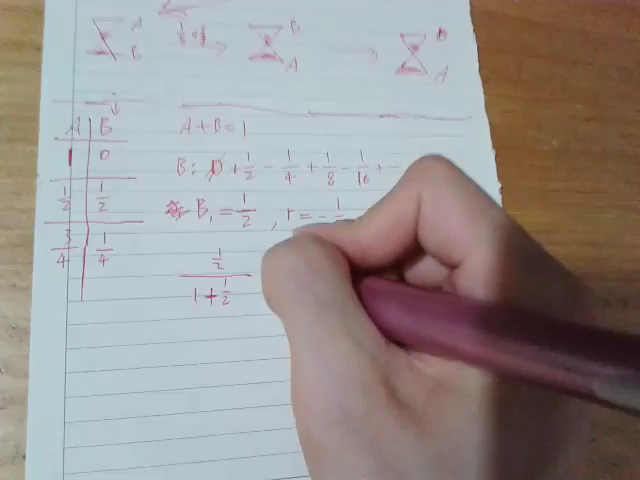 A B B
B A A
A B A + B = 1
1 0 B: 0 + 1/2 - 1/4 + 1/8 - 1/16 + ...
1/2 1/2 B₁ = 1/2 , r = - 1
3/4 1/4 1/2
1 + 1/2